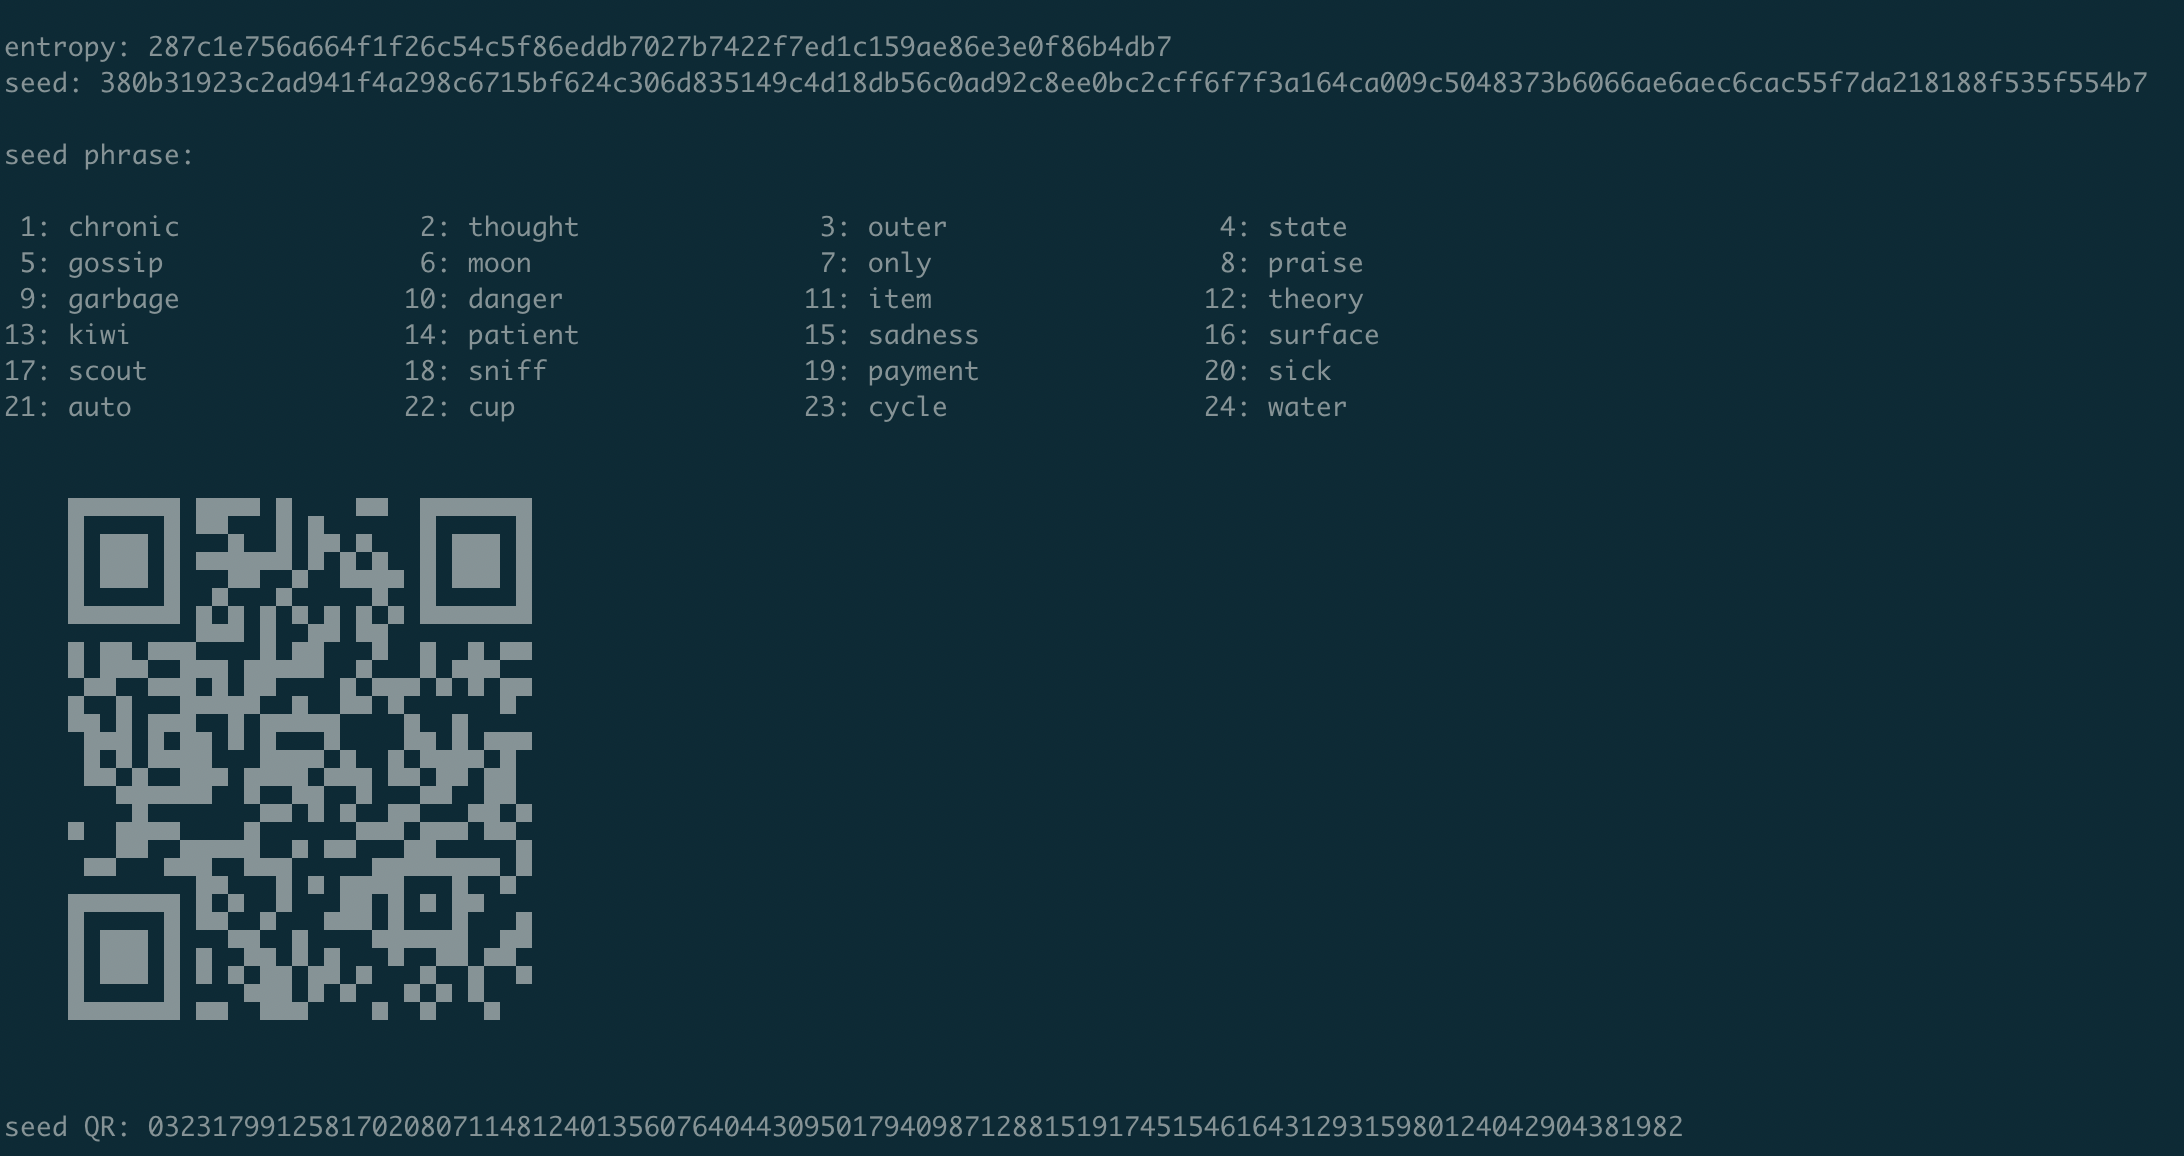 entropy: 287c1e756a664f1f26c54c5f86eddb7027b7422f7ed1c159ae86e3e0f86b4db7
seed: 380b31923c2ad941f4a298c6715bf624c306d835149c4d18db56c0ad92c8ee0bc2cff6f7f3a164ca009c5048373b6066ae6aec6cac55f7da218188f535f554b7
seed phrase:
1: chronic 2: thought 3: outer 4: state
5: gossip 6: moon 7: only 8: praise
9: garbage 10: danger 11: item 12: theory
13: kiwi 14: patient 15: sadness 16: surface
17: scout 18: sniff 19: payment 20: sick
21: auto 22: cup 23: cycle 24: water
seed QR: 032317991258170208071148124013560764044309501794098712881519174515461643129315980124042904381982